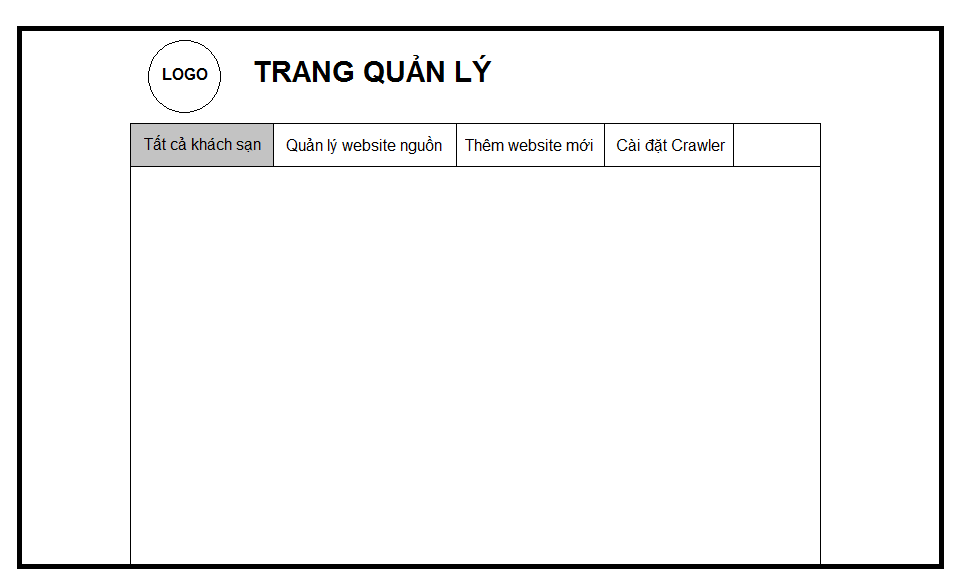 LOGO
TRANG QUẢN LÝ
Tất cả khách sạn
Quản lý website nguồn
Thêm website mới
Cài đặt Crawler